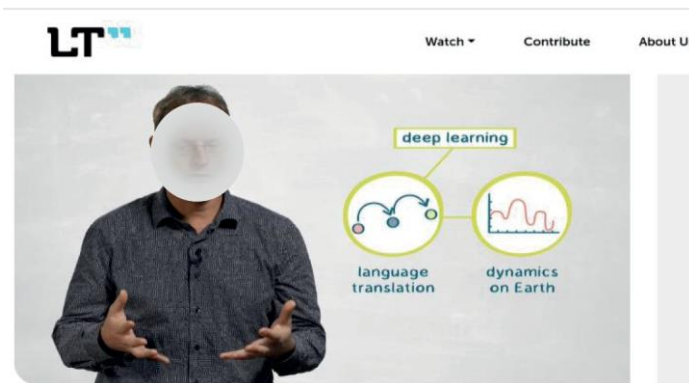 LT"
Watch
Contribute
About U
deep learning
language
translation
dynamics
on Earth